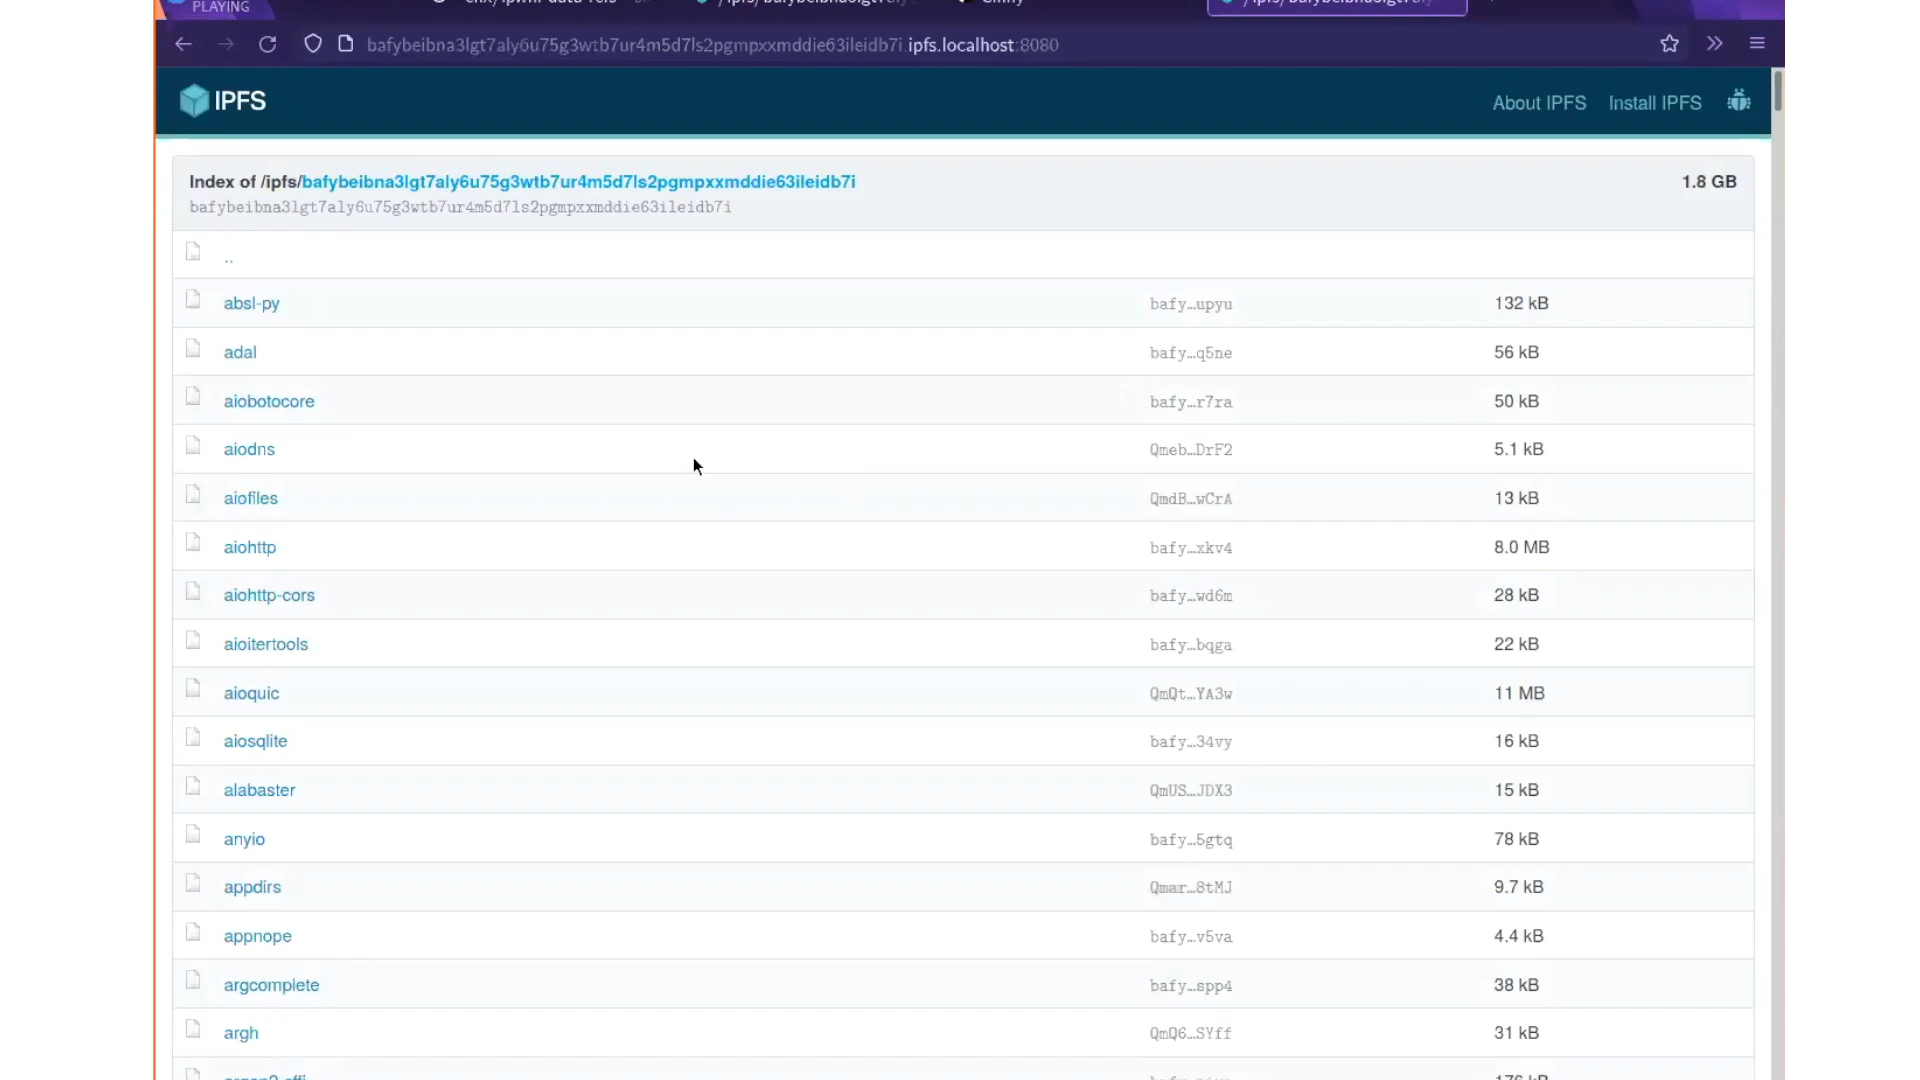 PLAYING
bafybeibna3lgt7aly6u75g3wtb7ur4m5d7ls2pgmpxxmddie63ileidb7i.ipfs.localhost:8080
IPFS
About IPFS
Install IPFS
Index of /ipfs/bafybeibna3lgt7aly6u75g3wtb7ur4m5d7ls2pgmpxxmddie63ileidb7i
1.8 GB
bafybeibna3lgt7aly6u75g3wtb7ur4m5d7ls2pgmpxxmddie63ileidb7i
..
absl-py bafy…upyu 132 kB
adal bafy…q5ne 56 kB
aiobotocore bafy…r7ra 50 kB
aiodns Qmeb…DrF2 5.1 kB
aiofiles QmdB…wCrA 13 kB
aiohttp bafy…xkv4 8.0 MB
aiohttp-cors bafy…wd6m 28 kB
aioitertools bafy…bqga 22 kB
aioquic QmQt…YA3w 11 MB
aiosqlite bafy…34vy 16 kB
alabaster QmUS…JDX3 15 kB
anyio bafy…5gtq 78 kB
appdirs Qmar…8tMJ 9.7 kB
appnope bafy…v5va 4.4 kB
argcomplete bafy…spp4 38 kB
argh QmQ6…SYff 31 kB